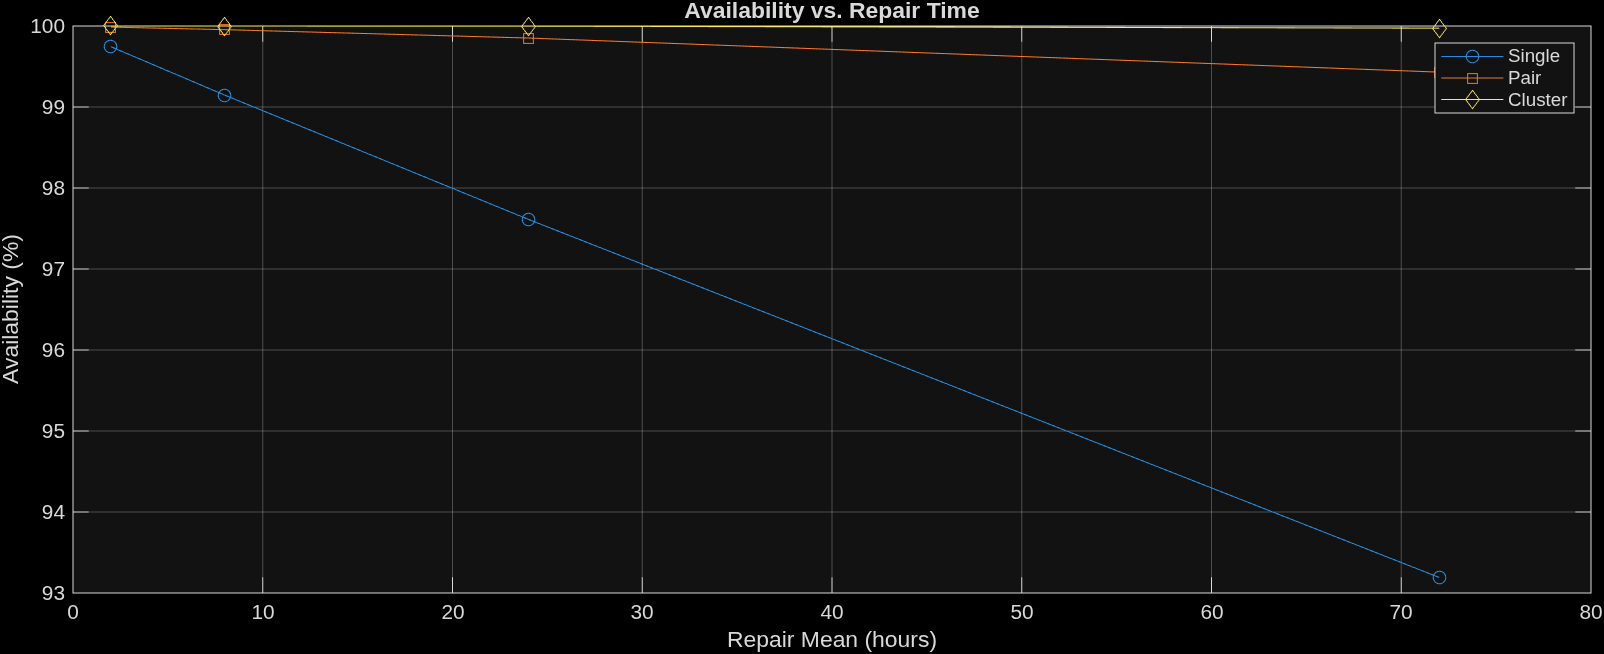 Availability vs. Repair Time
100
99
98
97
96
95
94
93
Availability (%)
Single
Pair
Cluster
0 10 20 30 40 50 60 70 80
Repair Mean (hours)